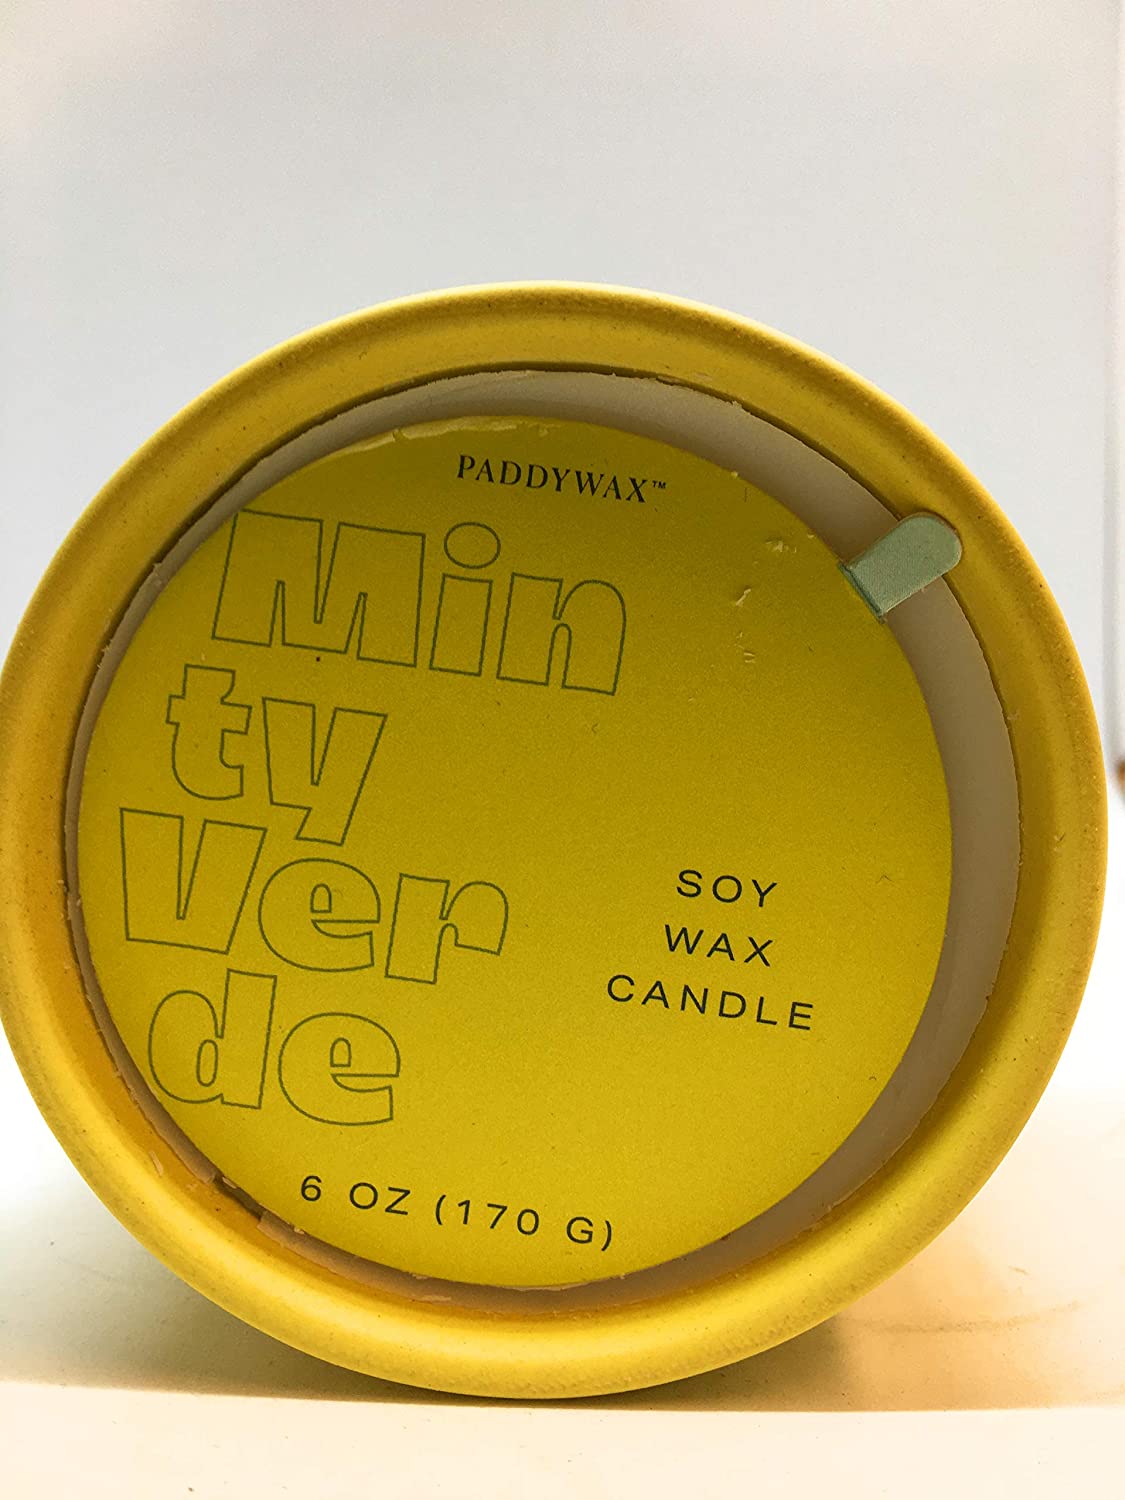 PADDYWAX™
Min
ty
Ver
de
SOY
WAX
CANDLE
6 OZ (170 G)